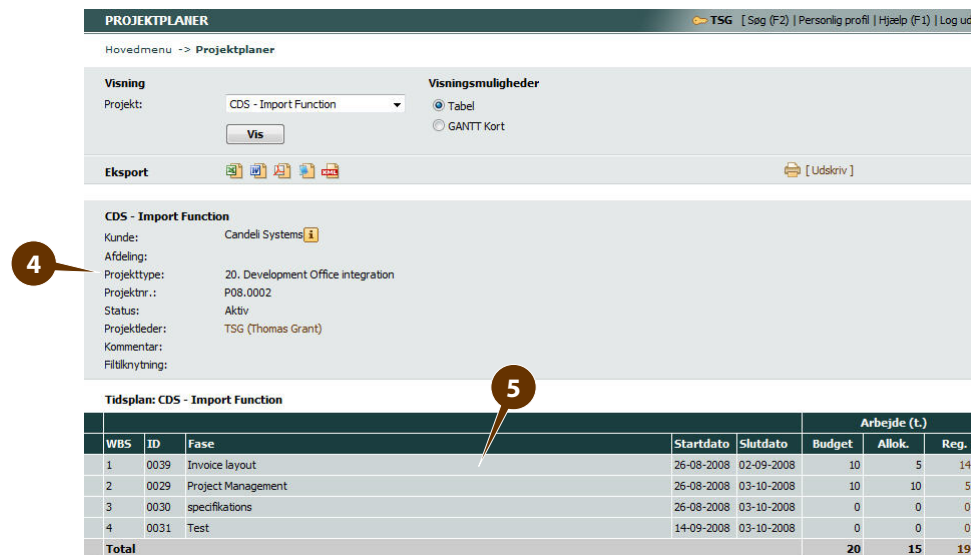 PROJEKTPLANER TSG [ Søg (F2) | Personlig profil | Hjælp (F1) | Log ud
Hovedmenu -> Projektplaner
Visning Visningsmuligheder
Projekt: CDS - Import Function Tabel
Vis GANTT Kort
Eksport XML [ Udskriv ]
CDS - Import Function
Kunde: Candeli Systems i
Afdeling:
4
Projekttype: 20. Development Office integration
Projektnr.: P08.0002
Status: Aktiv
Projektleder: TSG (Thomas Grant)
Kommentar:
Filtilknytning:
5
Tidsplan: CDS - Import Function
Arbejde (t.)
WBS ID Fase Startdato Slutdato Budget Allok. Reg.
1 0039 Invoice layout 26-08-2008 02-09-2008 10 5 14
2 0029 Project Management 26-08-2008 03-10-2008 10 10 5
3 0030 specifikations 26-08-2008 03-10-2008 0 0 0
4 0031 Test 14-09-2008 03-10-2008 0 0 0
Total 20 15 19